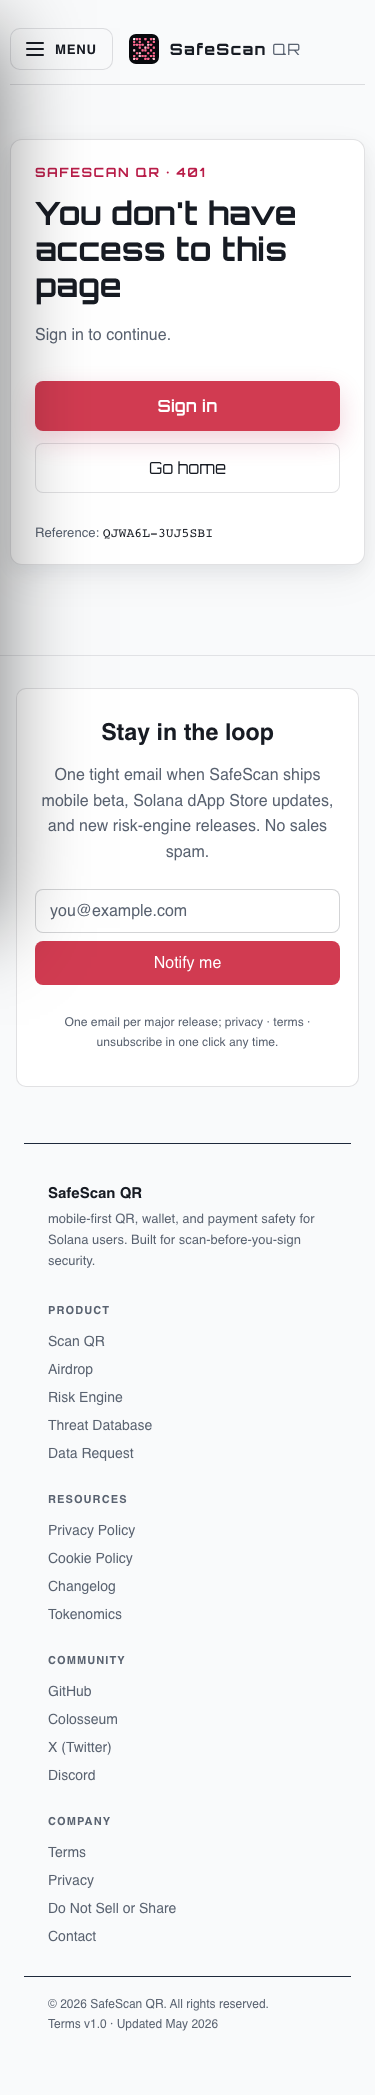 MENU
SafeScan QR
SAFESCAN QR · 401
You don't have
access to this
page
Sign in to continue.
Sign in
Go home
Reference: QJWA6L-3UJ5SBI
Stay in the loop
One tight email when SafeScan ships
mobile beta, Solana dApp Store updates,
and new risk-engine releases. No sales
spam.
you@example.com
Notify me
One email per major release; privacy · terms ·
unsubscribe in one click any time.
SafeScan QR
mobile-first QR, wallet, and payment safety for
Solana users. Built for scan-before-you-sign
security.
PRODUCT
Scan QR
Airdrop
Risk Engine
Threat Database
Data Request
RESOURCES
Privacy Policy
Cookie Policy
Changelog
Tokenomics
COMMUNITY
GitHub
Colosseum
X (Twitter)
Discord
COMPANY
Terms
Privacy
Do Not Sell or Share
Contact
© 2026 SafeScan QR. All rights reserved.
Terms v1.0 · Updated May 2026